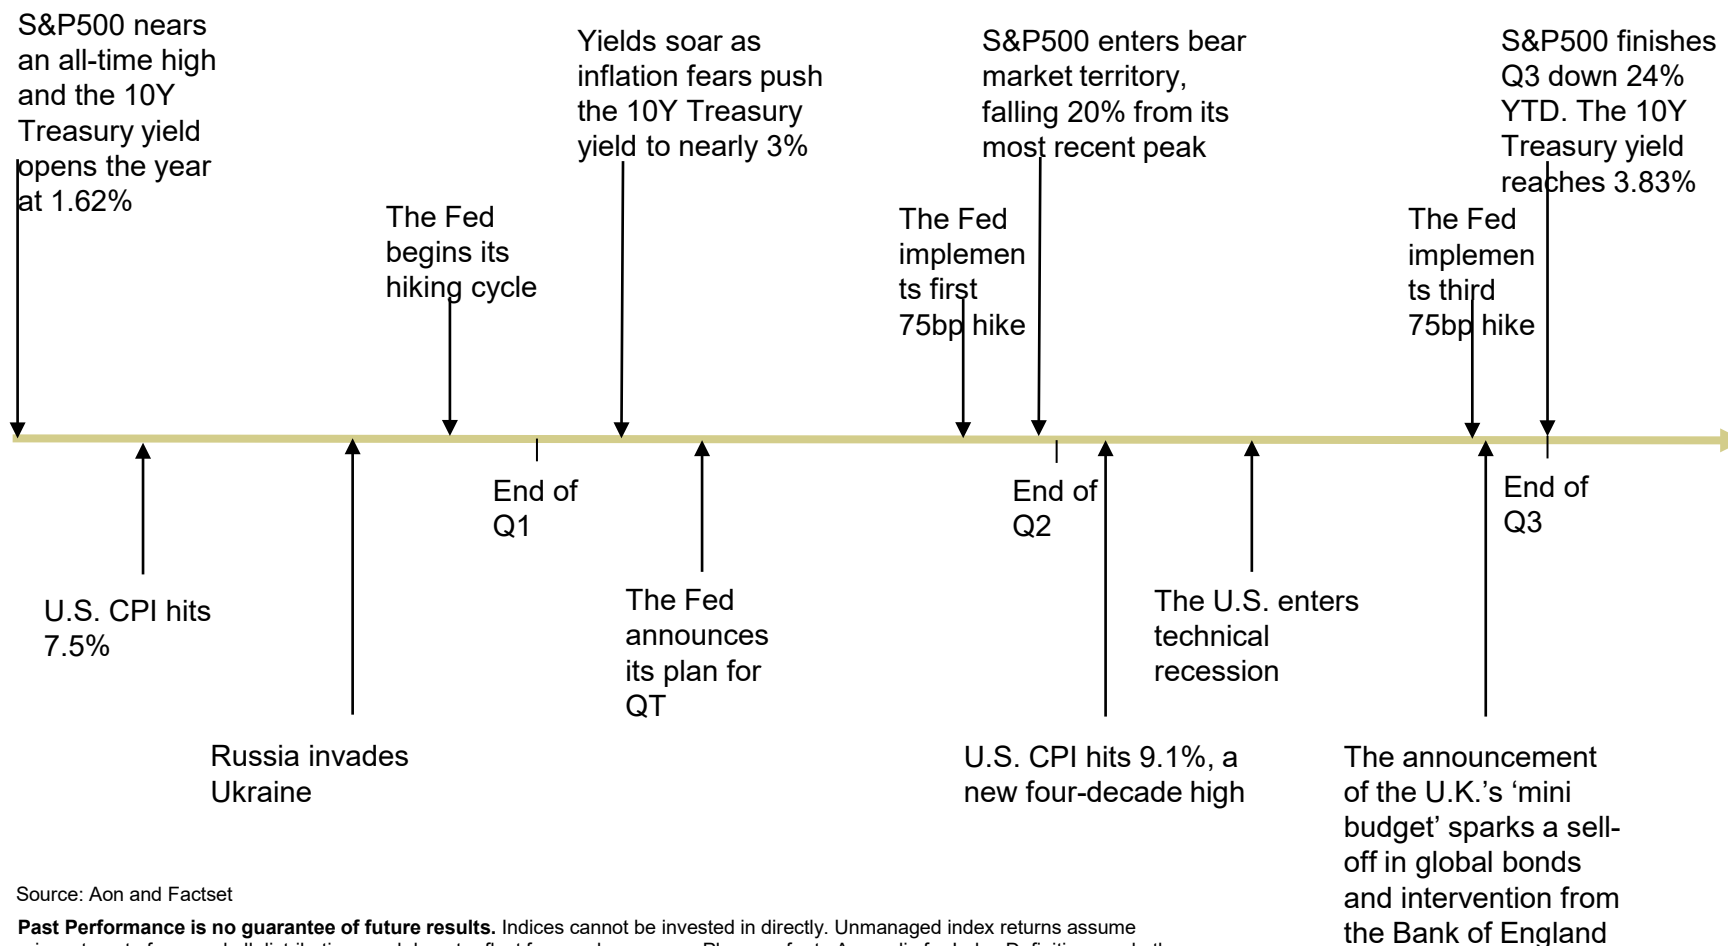 S&P500 nears
an all-time high
and the 10Y
Treasury yield
opens the year
at 1.62%
The Fed
begins its
hiking cycle
Yields soar as
inflation fears push
the 10Y Treasury
yield to nearly 3%
The Fed
implemen
ts first
75bp hike
S&P500 enters bear
market territory,
falling 20% from its
most recent peak
The Fed
implemen
ts third
75bp hike
S&P500 finishes
Q3 down 24%
YTD. The 10Y
Treasury yield
reaches 3.83%
End of
Q1
End of
Q2
End of
Q3
U.S. CPI hits
7.5%
Russia invades
Ukraine
The Fed
announces
its plan for
QT
U.S. CPI hits 9.1%, a
new four-decade high
The U.S. enters
technical
recession
The announcement
of the U.K.’s ‘mini
budget’ sparks a sell-
off in global bonds
and intervention from
the Bank of England
Source: Aon and Factset
Past Performance is no guarantee of future results. Indices cannot be invested in directly. Unmanaged index returns assume